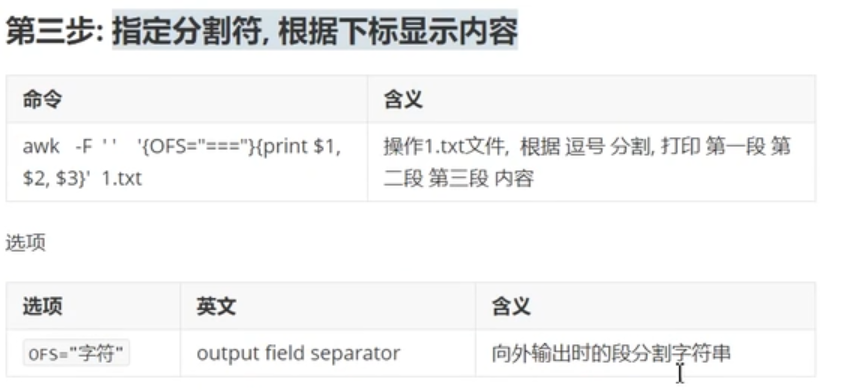 第三步: 指定分割符, 根据下标显示内容
命令 含义
awk -F ' ' '{OFS="==="}{print $1, 操作1.txt文件, 根据 逗号 分割, 打印 第一段 第
$2, $3}' 1.txt 二段 第三段 内容
选项
选项 英文 含义
OFS="字符" output field separator 向外输出时的段分割字符串